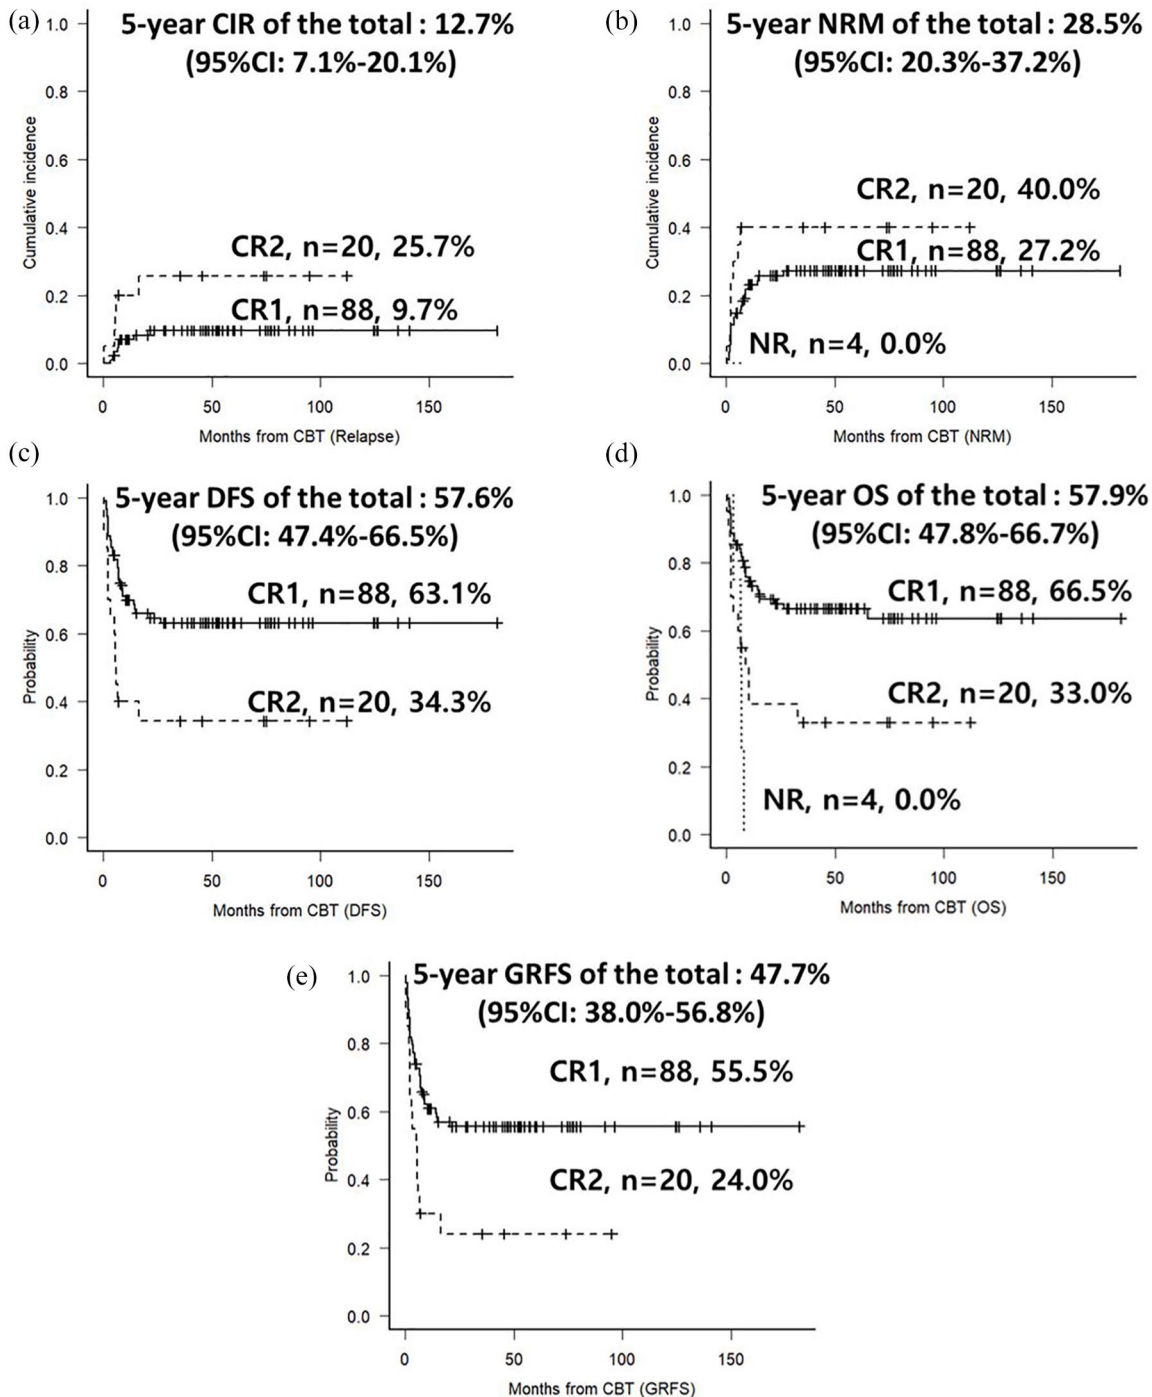 (a)
5-year CIR of the total : 12.7%
(95%CI: 7.1%-20.1%)
Cumulative incidence
1.0
0.8
0.6
0.4
0.2
0.0
CR2, n=20, 25.7%
CR1, n=88, 9.7%
0 50 100 150
Months from CBT (Relapse)
(b)
5-year NRM of the total : 28.5%
(95%CI: 20.3%-37.2%)
Cumulative incidence
1.0
0.8
0.6
0.4
0.2
0.0
CR2, n=20, 40.0%
CR1, n=88, 27.2%
NR, n=4, 0.0%
0 50 100 150
Months from CBT (NRM)
(c)
5-year DFS of the total : 57.6%
(95%CI: 47.4%-66.5%)
Probability
1.0
0.8
0.6
0.4
0.2
0.0
CR1, n=88, 63.1%
CR2, n=20, 34.3%
0 50 100 150
Months from CBT (DFS)
(d)
5-year OS of the total : 57.9%
(95%CI: 47.8%-66.7%)
Probability
1.0
0.8
0.6
0.4
0.2
0.0
CR1, n=88, 66.5%
CR2, n=20, 33.0%
NR, n=4, 0.0%
0 50 100 150
Months from CBT (OS)
(e)
5-year GRFS of the total : 47.7%
(95%CI: 38.0%-56.8%)
Probability
1.0
0.8
0.6
0.4
0.2
0.0
CR1, n=88, 55.5%
CR2, n=20, 24.0%
0 50 100 150
Months from CBT (GRFS)